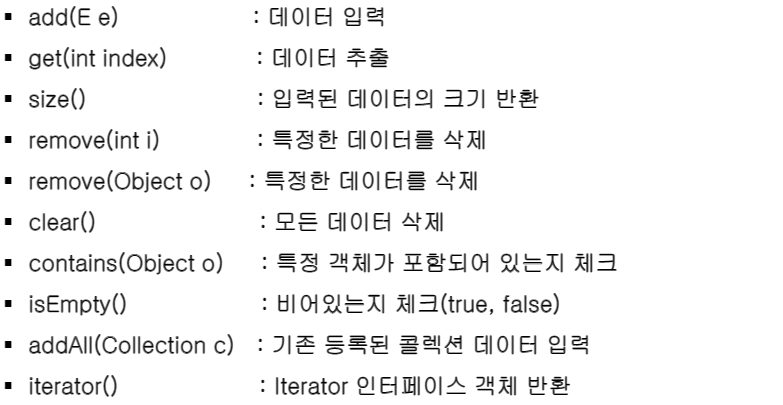 ▪ add(E e) : 데이터 입력
▪ get(int index) : 데이터 추출
▪ size() : 입력된 데이터의 크기 반환
▪ remove(int i) : 특정한 데이터를 삭제
▪ remove(Object o) : 특정한 데이터를 삭제
▪ clear() : 모든 데이터 삭제
▪ contains(Object o) : 특정 객체가 포함되어 있는지 체크
▪ isEmpty() : 비어있는지 체크(true, false)
▪ addAll(Collection c) : 기존 등록된 콜렉션 데이터 입력
▪ iterator() : Iterator 인터페이스 객체 반환